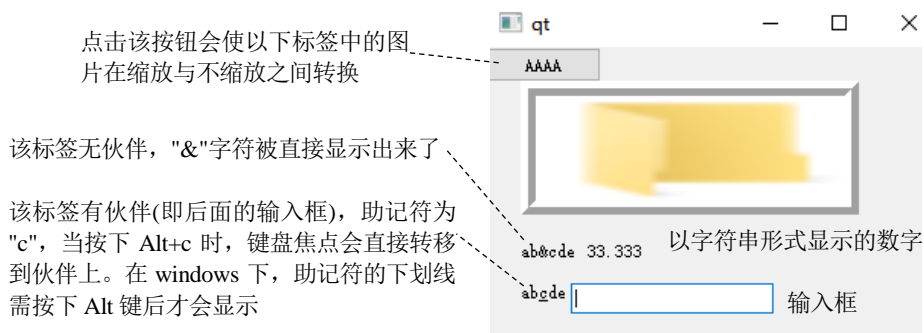 点击该按钮会使以下标签中的图
片在缩放与不缩放之间转换
该标签无伙伴，"&"字符被直接显示出来了
该标签有伙伴(即后面的输入框)，助记符为
"c"，当按下 Alt+c 时，键盘焦点会直接转移
到伙伴上。在 windows 下，助记符的下划线
需按下 Alt 键后才会显示
qt
AAAA
ab&cde 33.333
以字符串形式显示的数字
abcde
输入框